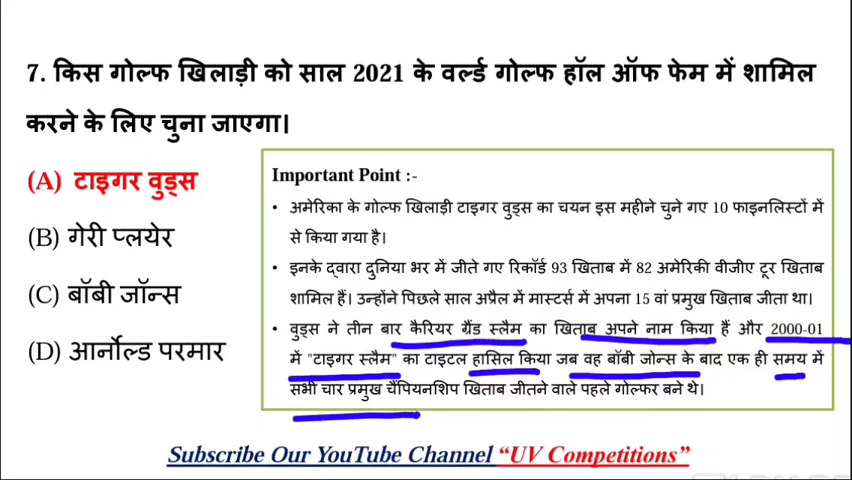 7. किस गोल्फ खिलाड़ी को साल 2021 के वर्ल्ड गोल्फ हॉल ऑफ फेम में शामिल
करने के लिए चुना जाएगा।
(A) टाइगर वुड्स
(B) गेरी प्लयेर
(C) बॉबी जॉन्स
(D) आर्नोल्ड परमार
Important Point :-
• अमेरिका के गोल्फ खिलाड़ी टाइगर वुड्स का चयन इस महीने चुने गए 10 फाइनलिस्टों में
से किया गया है।
• इनके द्वारा दुनिया भर में जीते गए रिकॉर्ड 93 खिताब में 82 अमेरिकी वीजीए टूर खिताब
शामिल हैं। उन्होंने पिछले साल अप्रैल में मास्टर्स में अपना 15 वां प्रमुख खिताब जीता था।
• वुड्स ने तीन बार कैरियर ग्रैंड स्लैम का खिताब अपने नाम किया हैं और 2000-01
में "टाइगर स्लैम" का टाइटल हासिल किया जब वह बॉबी जोन्स के बाद एक ही समय में
सभी चार प्रमुख चैंपियनशिप खिताब जीतने वाले पहले गोल्फर बने थे।
Subscribe Our YouTube Channel “UV Competitions”